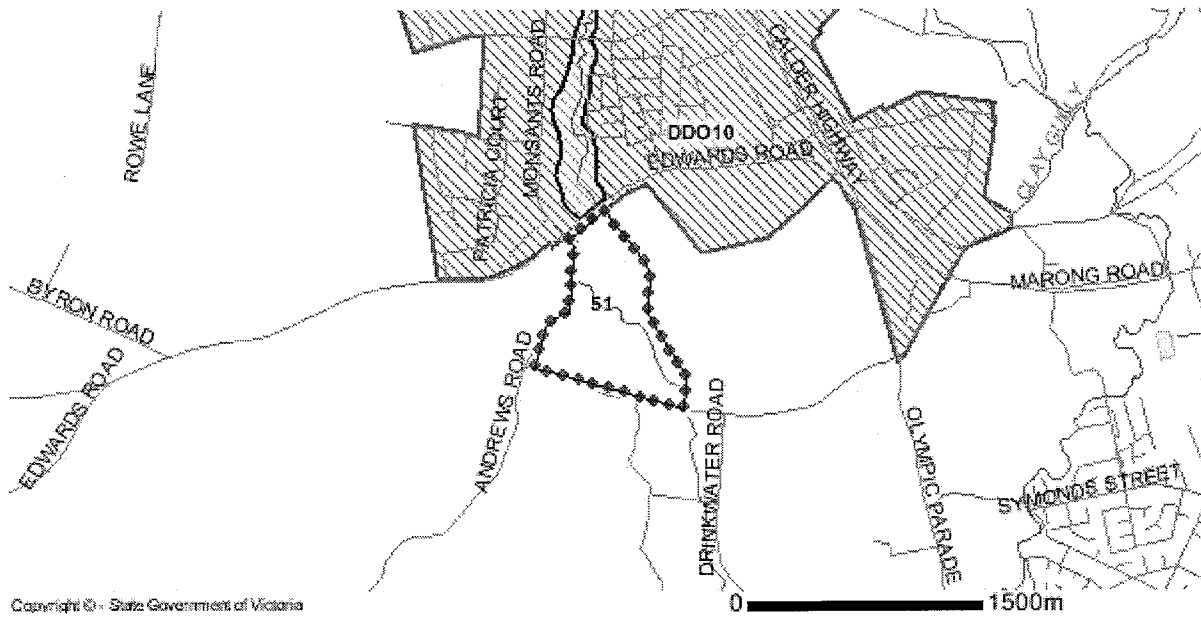 ROWE LANE
MONSANTS ROAD
CALDER HIGHWAY
PATRICIA COURT
DDO10
EDWARDS ROAD
CLAY GULLY
MARONG ROAD
BYRON ROAD
51
EDWARDS ROAD
ANDREWS ROAD
DRINKWATER ROAD
OLYMPIC PARADE
SYMONDS STREET
Copyright © - State Government of Victoria
0 1500m